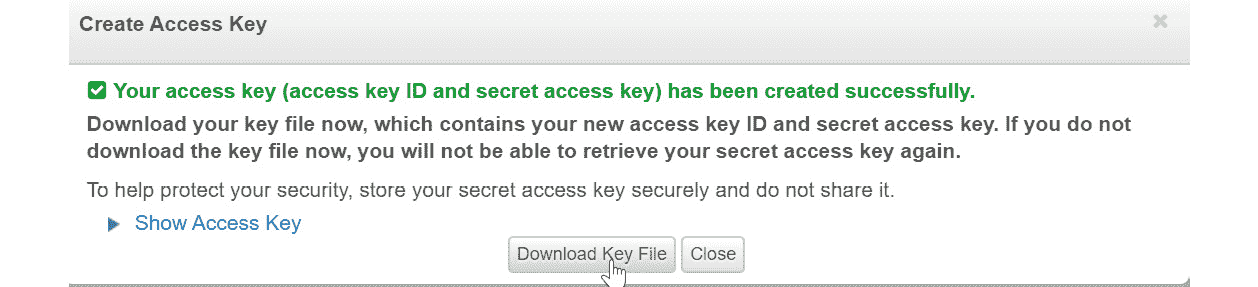 Create Access Key
Your access key (access key ID and secret access key) has been created successfully.
Download your key file now, which contains your new access key ID and secret access key. If you do not
download the key file now, you will not be able to retrieve your secret access key again.
To help protect your security, store your secret access key securely and do not share it.
Show Access Key
Download Key File Close